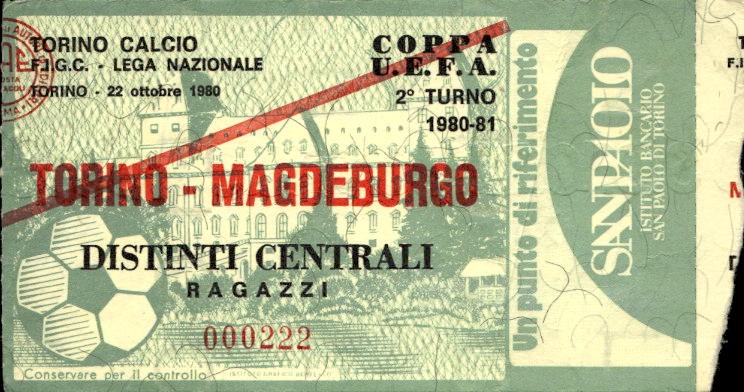 TORINO CALCIO
F.I.G.C. - LEGA NAZIONALE
TORINO - 22 ottobre 1980
COPPA
U.E.F.A.
2° TURNO
1980-81
TORINO - MAGDEBURGO
DISTINTI CENTRALI
RAGAZZI
000222
Conservare per il controllo
Un punto di riferimento
SANPAOLO
ISTITUTO BANCARIO
SAN PAOLO DI TORINO